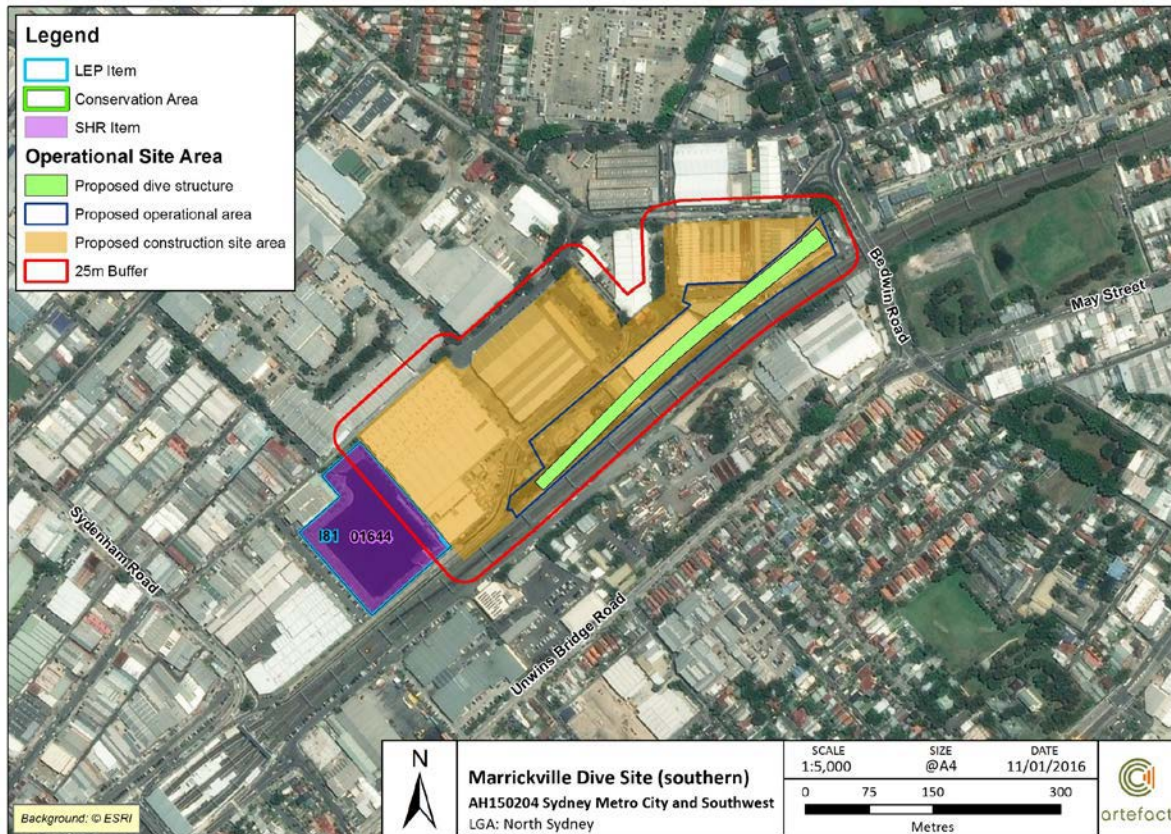 Legend
LEP Item
Conservation Area
SHR Item
Operational Site Area
Proposed dive structure
Proposed operational area
Proposed construction site area
25m Buffer
Bedwin Road
May Street
I81 01644
Sydenham Road
Unwins Bridge Road
Background: © ESRI
N
Marrickville Dive Site (southern)
AH150204 Sydney Metro City and Southwest
LGA: North Sydney
SCALE SIZE DATE
1:5,000 @A4 11/01/2016
0 75 150 300
Metres
artefact